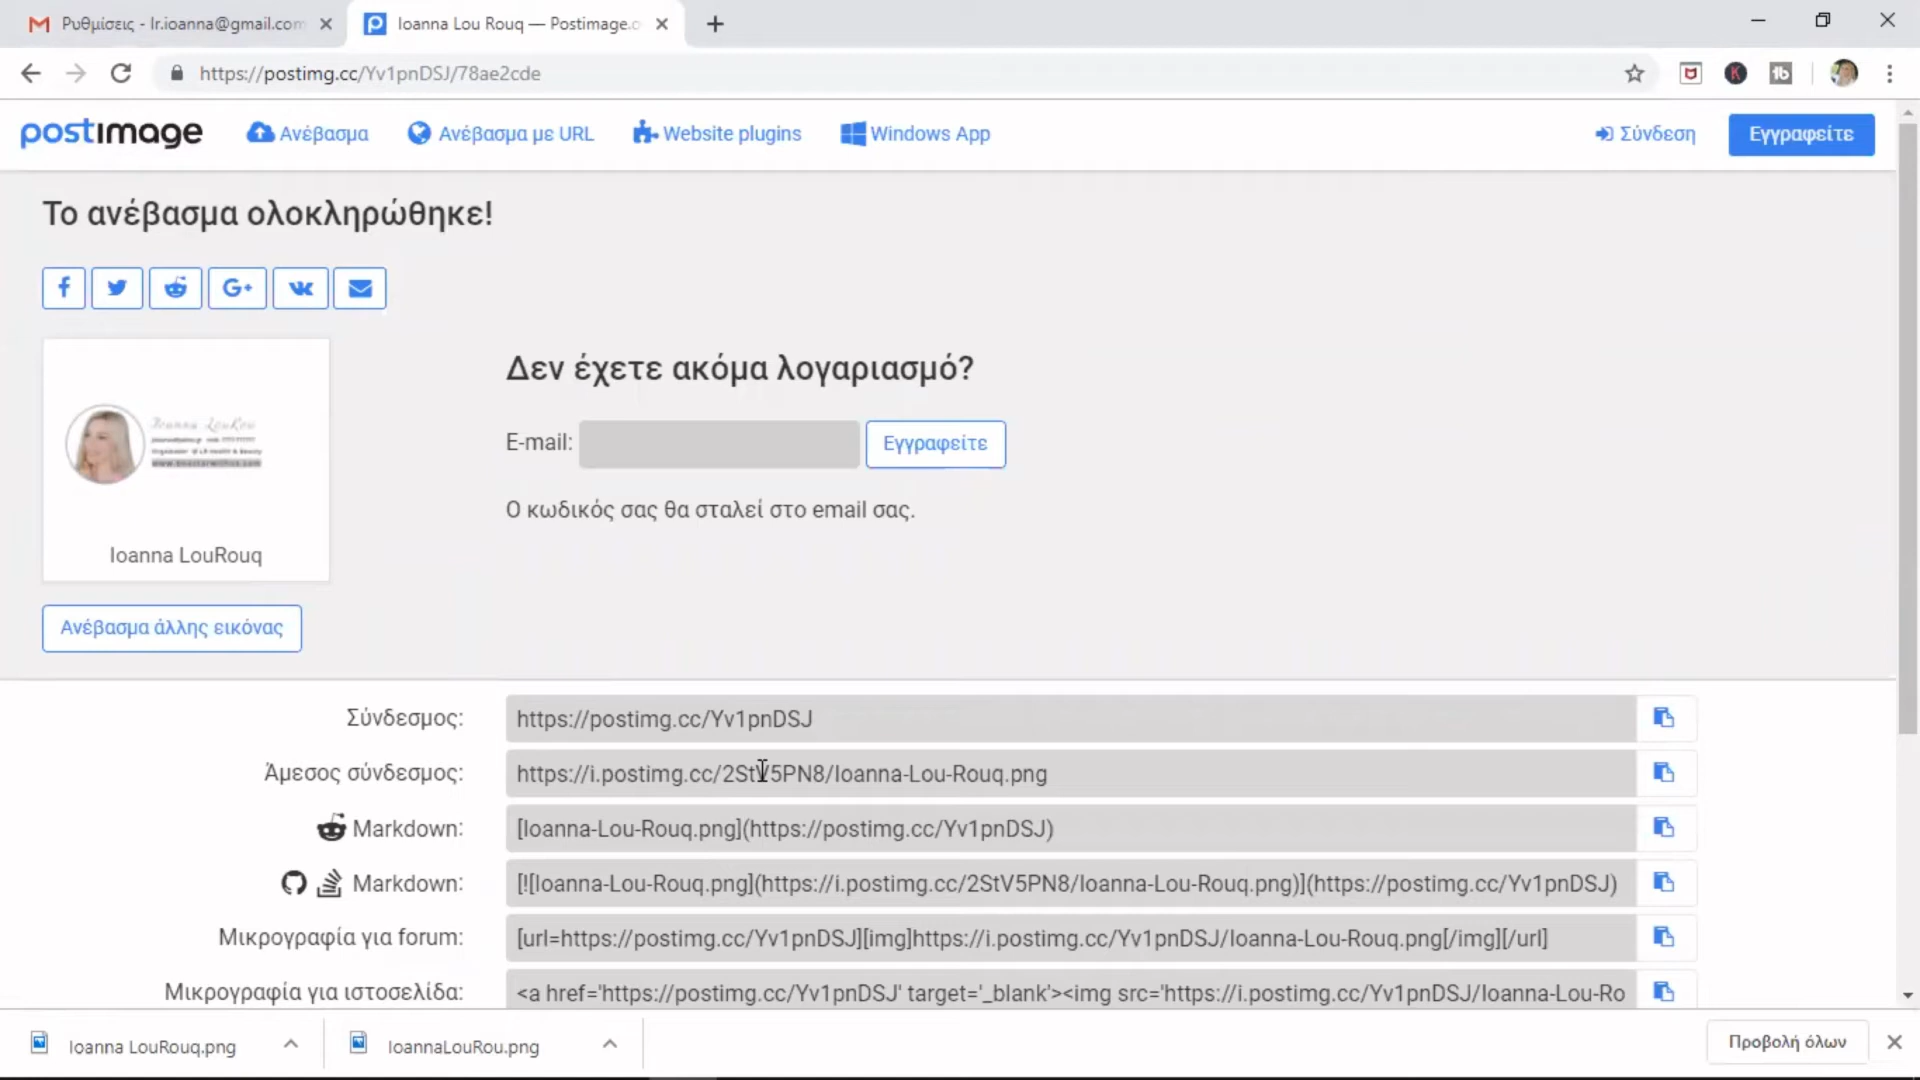 Ρυθμίσεις - lr.ioanna@gmail.com
Ioanna Lou Rouq — Postimage.o
https://postimg.cc/Yv1pnDSJ/78ae2cde
postimage
Ανέβασμα
Ανέβασμα με URL
Website plugins
Windows App
Σύνδεση
Εγγραφείτε
Το ανέβασμα ολοκληρώθηκε!
Δεν έχετε ακόμα λογαριασμό?
E-mail:
Εγγραφείτε
Ο κωδικός σας θα σταλεί στο email σας.
Ioanna LouRou
Ioanna LouRouq
Ανέβασμα άλλης εικόνας
Σύνδεσμος: https://postimg.cc/Yv1pnDSJ
Άμεσος σύνδεσμος: https://i.postimg.cc/2StV5PN8/Ioanna-Lou-Rouq.png
Markdown: [Ioanna-Lou-Rouq.png](https://postimg.cc/Yv1pnDSJ)
Markdown: [![Ioanna-Lou-Rouq.png](https://i.postimg.cc/2StV5PN8/Ioanna-Lou-Rouq.png)](https://postimg.cc/Yv1pnDSJ)
Μικρογραφία για forum: [url=https://postimg.cc/Yv1pnDSJ][img]https://i.postimg.cc/Yv1pnDSJ/Ioanna-Lou-Rouq.png[/img][/url]
Μικρογραφία για ιστοσελίδα: <a href='https://postimg.cc/Yv1pnDSJ' target='_blank'><img src='https://i.postimg.cc/Yv1pnDSJ/Ioanna-Lou-Ro
Ioanna LouRouq.png
IoannaLouRou.png
Προβολή όλων